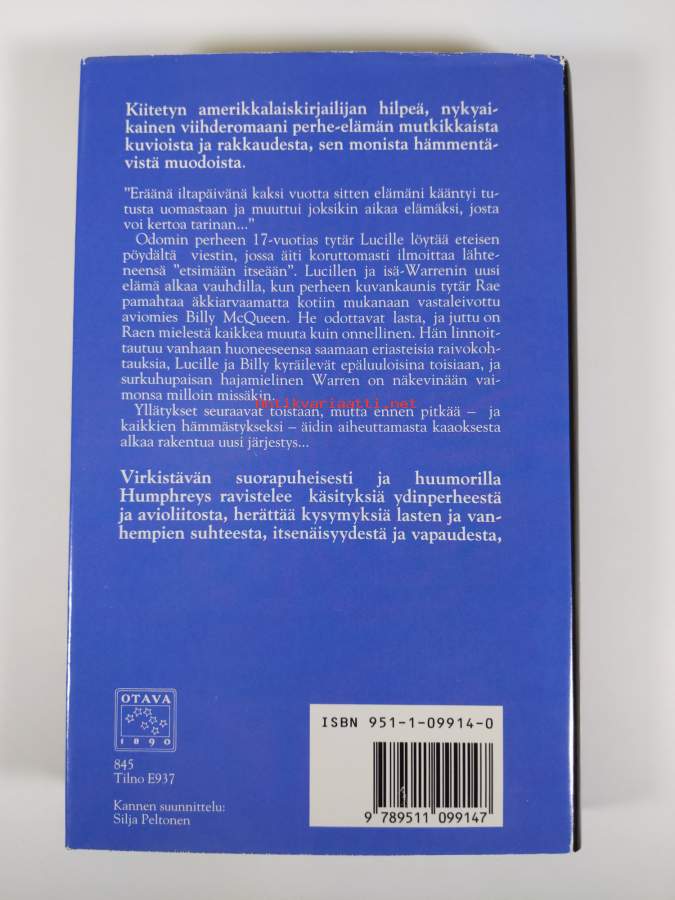 Kiitetyn amerikkalaiskirjailijan hilpeä, nykyai-
kainen viihderomaani perhe-elämän mutkikkaista
kuvioista ja rakkaudesta, sen monista hämmentä-
vistä muodoista.
"Eräänä iltapäivänä kaksi vuotta sitten elämäni kääntyi tu-
tusta uomastaan ja muuttui joksikin aikaa elämäksi, josta
voi kertoa tarinan..."
Odomin perheen 17-vuotias tytär Lucille löytää eteisen
pöydältä viestin, jossa äiti koruttomasti ilmoittaa lähte-
neensä "etsimään itseään". Lucillen ja isä-Warrenin uusi
elämä alkaa vauhdilla, kun perheen kuvankaunis tytär Rae
pamahtaa äkkiarvaamatta kotiin mukanaan vastaleivottu
aviomies Billy McQueen. He odottavat lasta, ja juttu on
Raen mielestä kaikkea muuta kuin onnellinen. Hän linnoit-
tautuu vanhaan huoneeseensa saamaan eriasteisia raivokoh-
tauksia, Lucille ja Billy kyräilevät epäluuloisina toisiaan, ja
surkuhupaisan hajamielinen Warren on näkevinään vai-
monsa milloin missäkin.
antikvariaatti.net
Yllätykset seuraavat toistaan, mutta ennen pitkää – ja
kaikkien hämmästykseksi – äidin aiheuttamasta kaaoksesta
alkaa rakentua uusi järjestys...
Virkistävän suorapuheisesti ja huumorilla
Humphreys ravistelee käsityksiä ydinperheestä
ja avioliitosta, herättää kysymyksiä lasten ja van-
hempien suhteesta, itsenäisyydestä ja vapaudesta,
OTAVA
1890
845
Tilno E937
Kannen suunnittelu:
Silja Peltonen
ISBN 951-1-09914-0
9 789511 099147